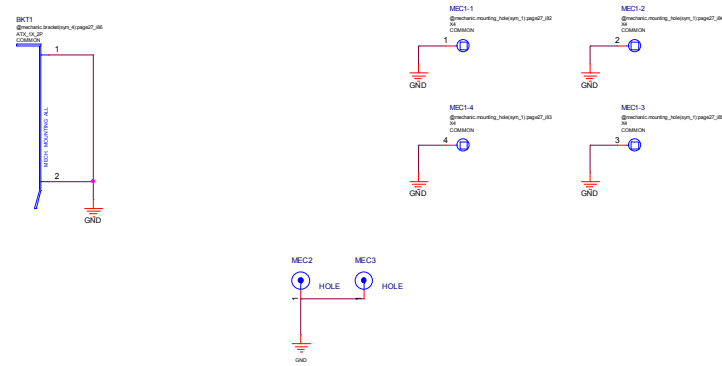 BKT1
@mechanic.bracket(sym_4):page27_i86
ATX_1X_2P
COMMON
1
MECH MOUNTING ALL
2
GND
MEC1-1
@mechanic.mounting_hole(sym_1):page27_i82
X4
COMMON
1
GND
MEC1-2
@mechanic.mounting_hole(sym_1):page27_i84
X4
COMMON
2
GND
MEC1-4
@mechanic.mounting_hole(sym_1):page27_i83
X4
COMMON
4
GND
MEC1-3
@mechanic.mounting_hole(sym_1):page27_i85
X4
COMMON
3
GND
MEC2
HOLE
1
MEC3
HOLE
1
GND